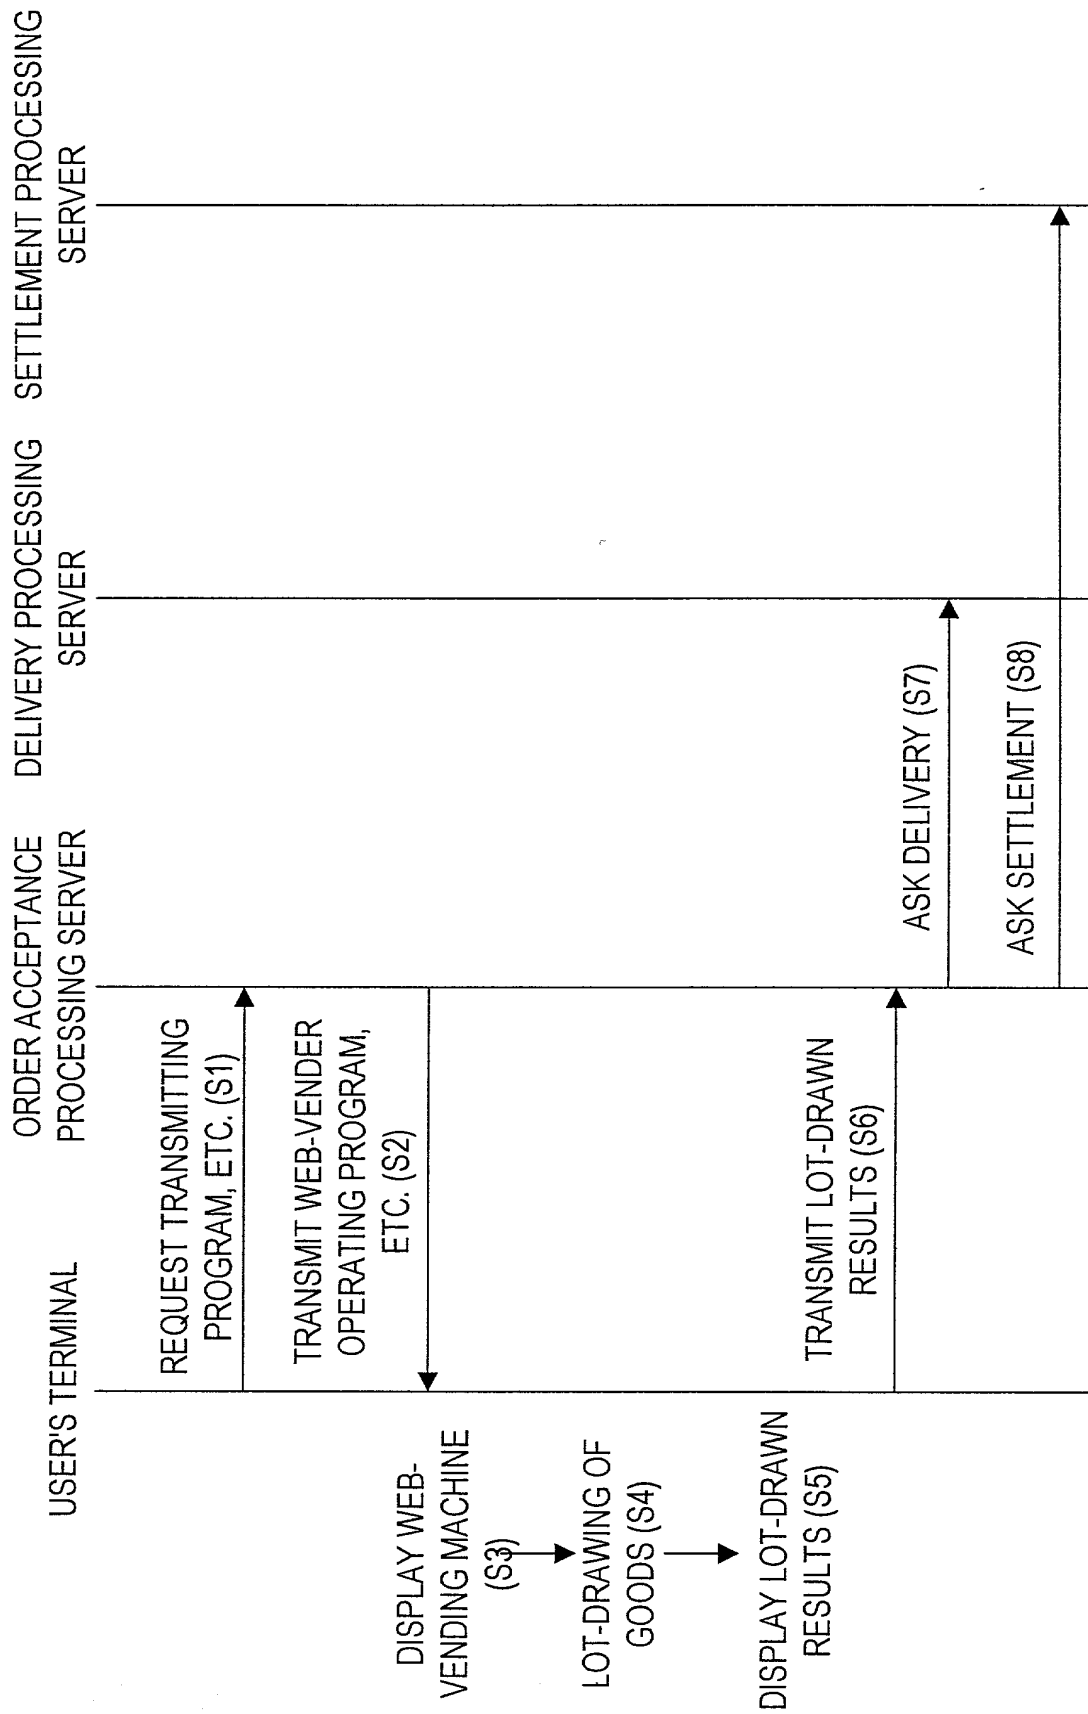 USER'S TERMINAL
ORDER ACCEPTANCE
PROCESSING SERVER
DELIVERY PROCESSING
SERVER
SETTLEMENT PROCESSING
SERVER
REQUEST TRANSMITTING
PROGRAM, ETC. (S1)
TRANSMIT WEB-VENDER
OPERATING PROGRAM,
ETC. (S2)
DISPLAY WEB-
VENDING MACHINE
(S3)
LOT-DRAWING OF
GOODS (S4)
DISPLAY LOT-DRAWN
RESULTS (S5)
TRANSMIT LOT-DRAWN
RESULTS (S6)
ASK DELIVERY (S7)
ASK SETTLEMENT (S8)